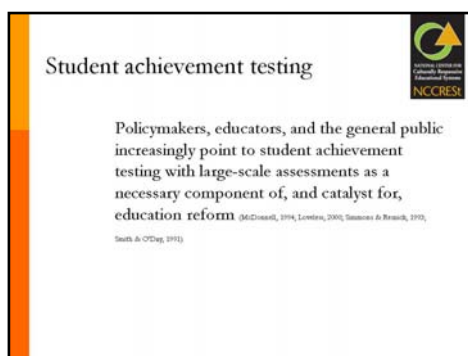 Student achievement testing
NATIONAL CENTER FOR
Culturally Responsive
Educational Systems
NCCRESt
Policymakers, educators, and the general public
increasingly point to student achievement
testing with large-scale assessments as a
necessary component of, and catalyst for,
education reform (McDonnell, 1994; Loveless, 2000; Simmons & Resnick, 1993;
Smith & O'Day, 1991).